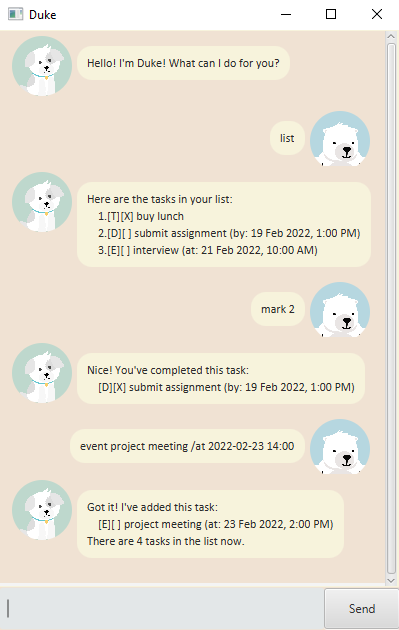 Duke
Hello! I'm Duke! What can I do for you?
list
Here are the tasks in your list:
1.[T][X] buy lunch
2.[D][ ] submit assignment (by: 19 Feb 2022, 1:00 PM)
3.[E][ ] interview (at: 21 Feb 2022, 10:00 AM)
mark 2
Nice! You've completed this task:
[D][X] submit assignment (by: 19 Feb 2022, 1:00 PM)
event project meeting /at 2022-02-23 14:00
Got it! I've added this task:
[E][ ] project meeting (at: 23 Feb 2022, 2:00 PM)
There are 4 tasks in the list now.
Send